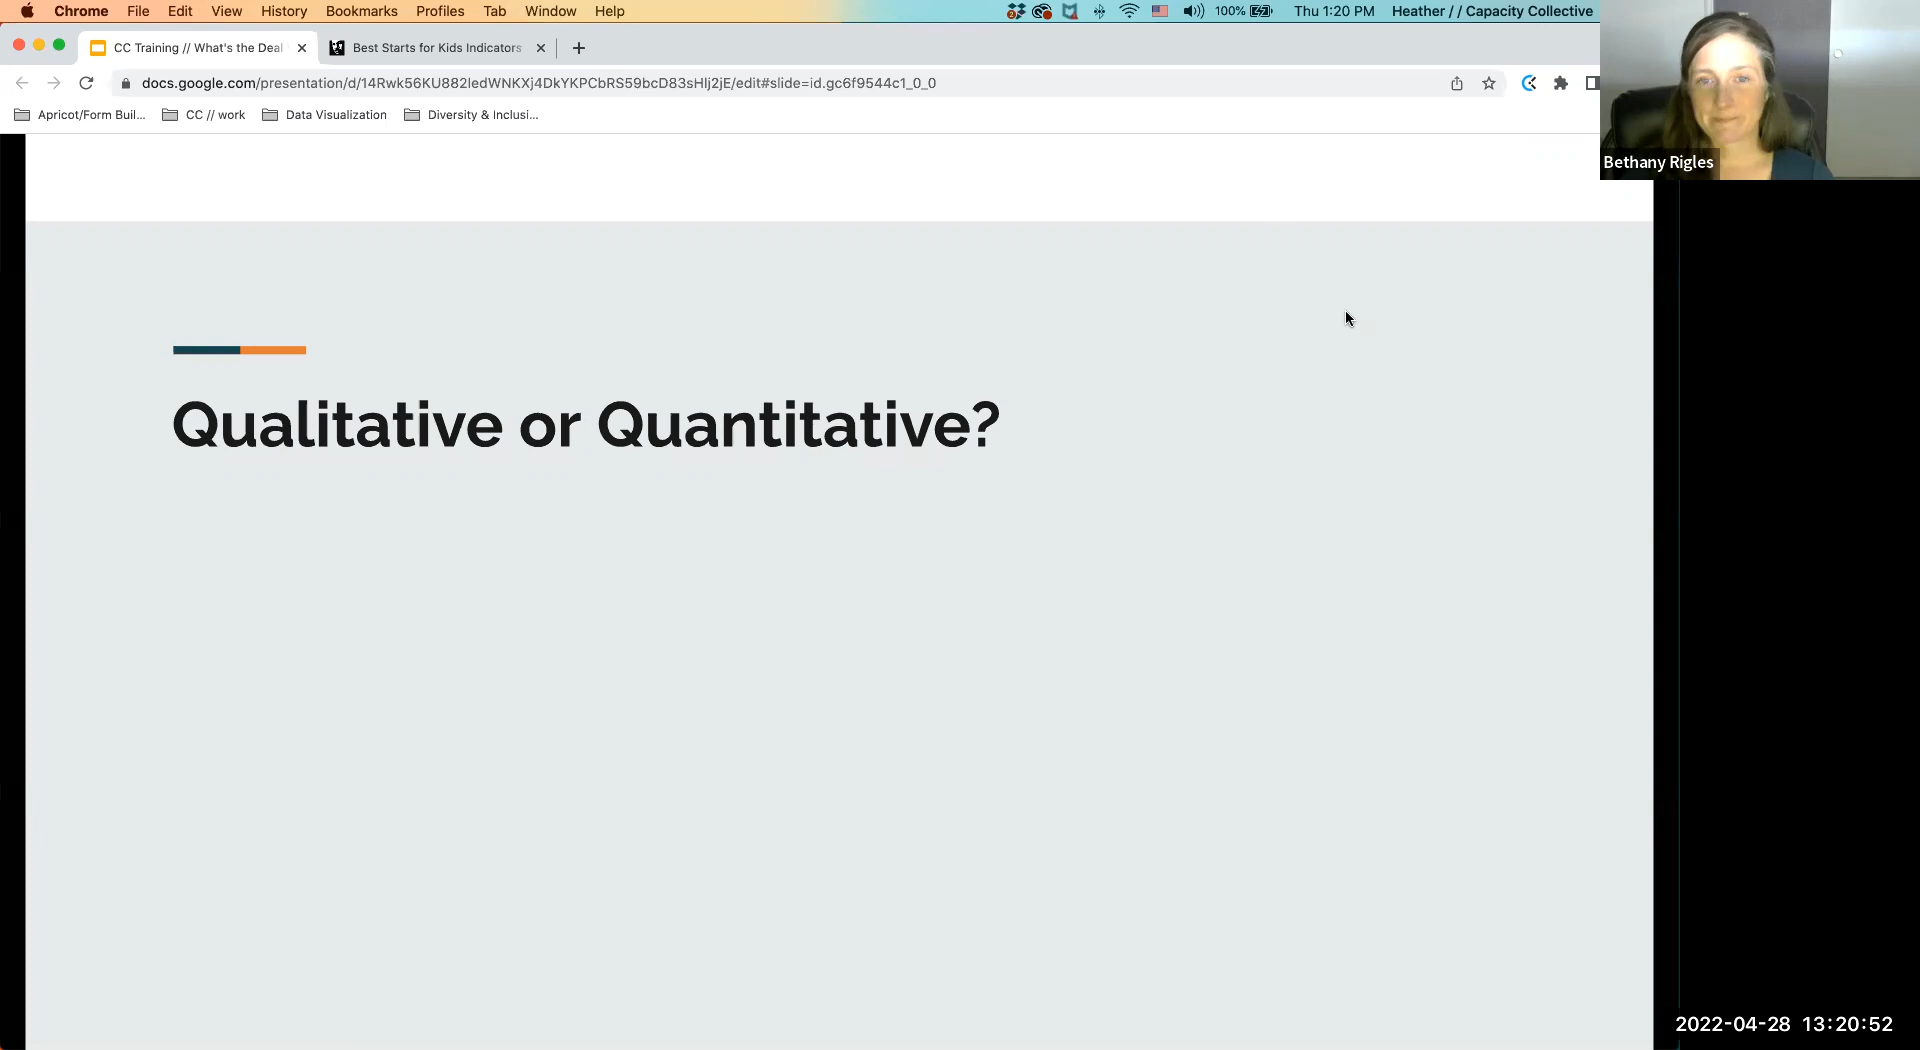 Chrome File Edit View History Bookmarks Profiles Tab Window Help 2 100% Thu 1:20 PM Heather // Capacity Collective
CC Training // What's the Deal Best Starts for Kids Indicators
docs.google.com/presentation/d/14Rwk56KU882ledWNKXj4DkYKPCbRS59bcD83sHlj2jE/edit#slide=id.gc6f9544c1_0_0
Apricot/Form Buil... CC // work Data Visualization Diversity & Inclusi...
Bethany Rigles
Qualitative or Quantitative?
2022-04-28 13:20:52